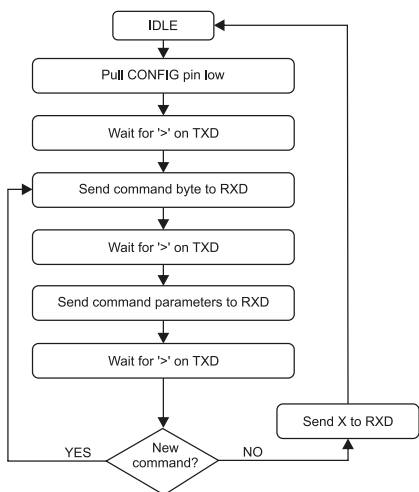 IDLE
Pull CONFIG pin low
Wait for '>' on TXD
Send command byte to RXD
Wait for '>' on TXD
Send command parameters to RXD
Wait for '>' on TXD
New
command?
YES
NO
Send X to RXD